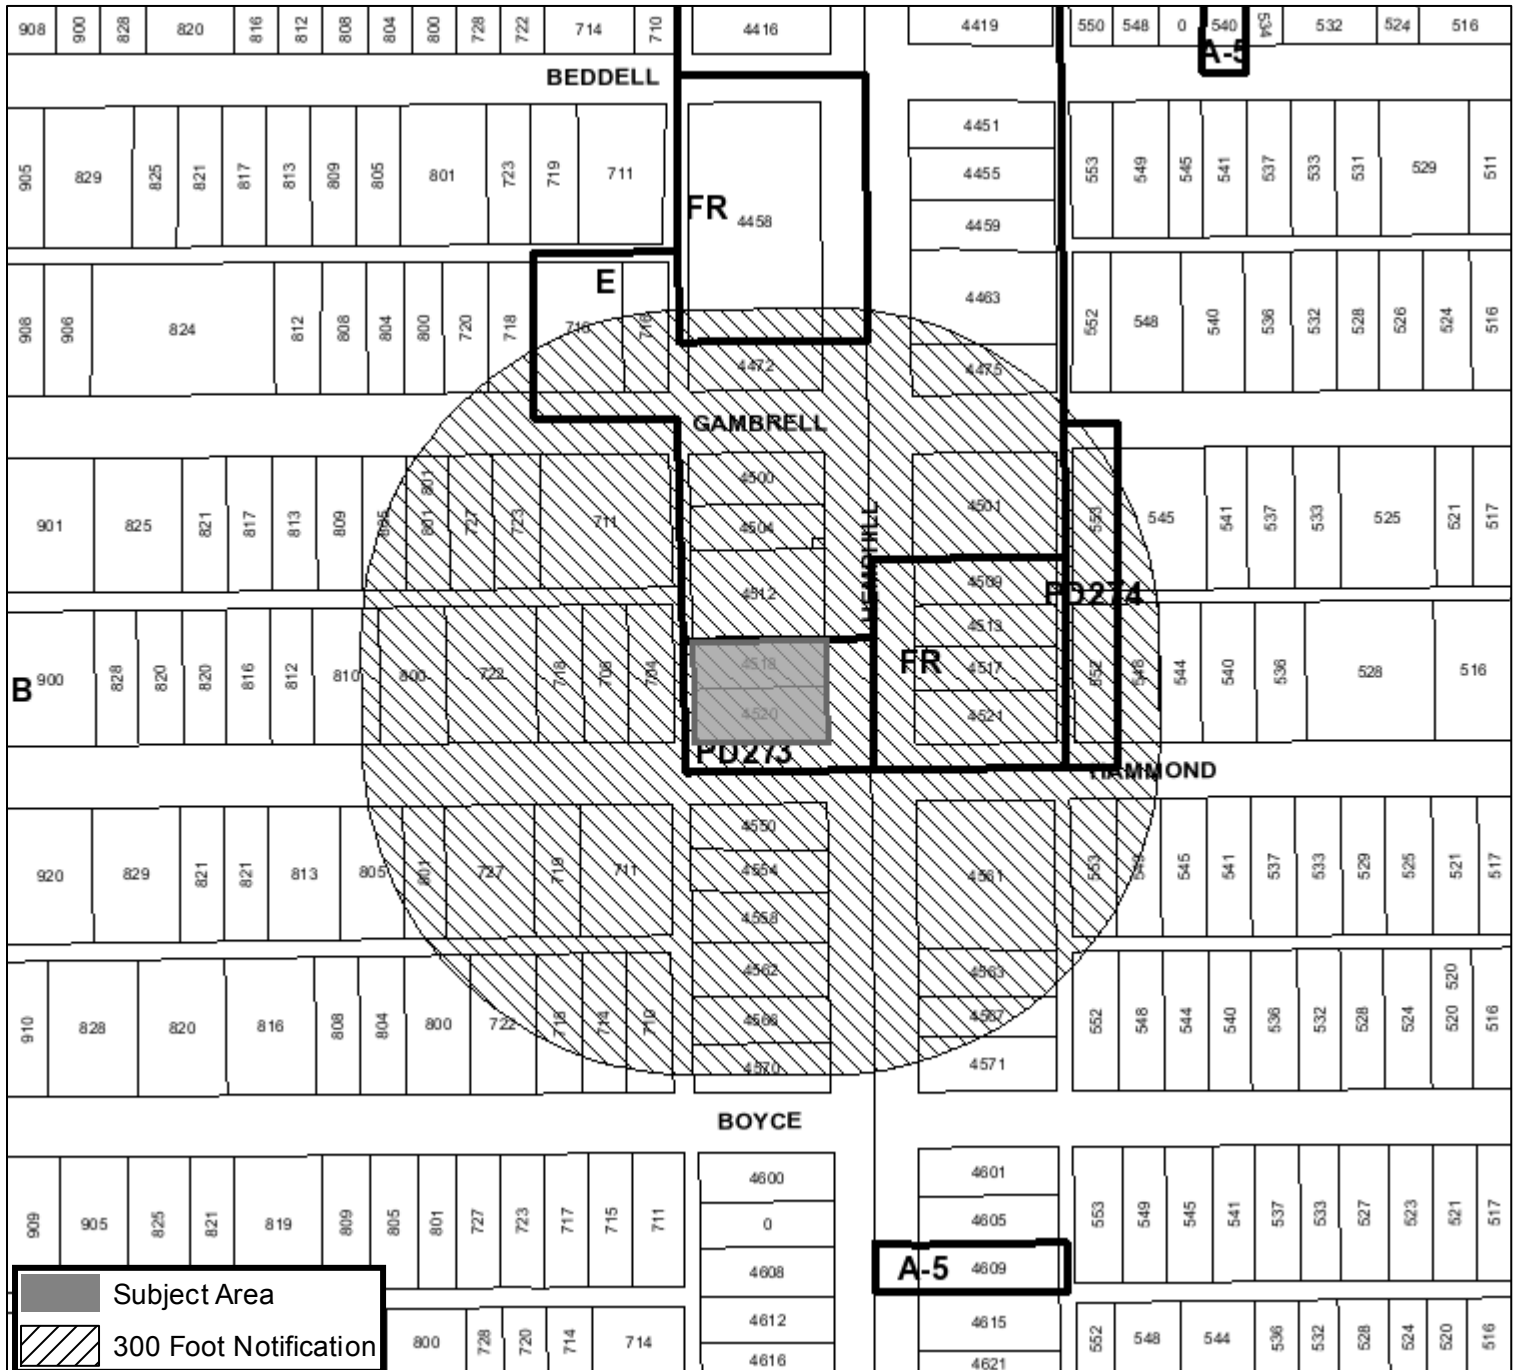 908 900 828 820 816 812 808 804 800 728 722 714 710 4416 4419 550 548 0 540 534 532 524 516
A-5
BEDDELL
905 829 825 821 817 813 809 805 801 723 719 711
FR
4458
4451
4455
4459
4463
4475
553 549 545 541 537 533 531 529 511
E
908 906 824 812 808 804 800 720 718
4472
552 548 540 536 532 528 526 524 516
GAMBRELL
901 825 821 817 813 809 805 801 801 727 723 711
4500
4504
4512
HEMPHILL
4501
553 545 541 537 533 525 521 517
PD274
4509
4513
4517
4521
FR
B
900 828 820 820 816 812 810 800 722 718 708 704
4518
4520
PD273
552 548 544 540 536 528 516
HAMMOND
920 829 821 821 813 805 801 727 719 711
4550
4554
4558
4562
4566
4570
4561
4563
4567
4571
553 549 545 541 537 533 529 525 521 517
910 828 820 816 808 804 800 722 718 714 710
552 548 544 540 536 532 528 524 520 520 516
BOYCE
909 905 825 821 819 809 805 801 727 723 717 715 711
4600
0
4608
4612
4616
4601
4605
A-5 4609
4615
4621
553 549 545 541 537 533 527 523 521 517
800 728 720 714 714
552 548 544 536 532 528 524 520 516
Subject Area
300 Foot Notification